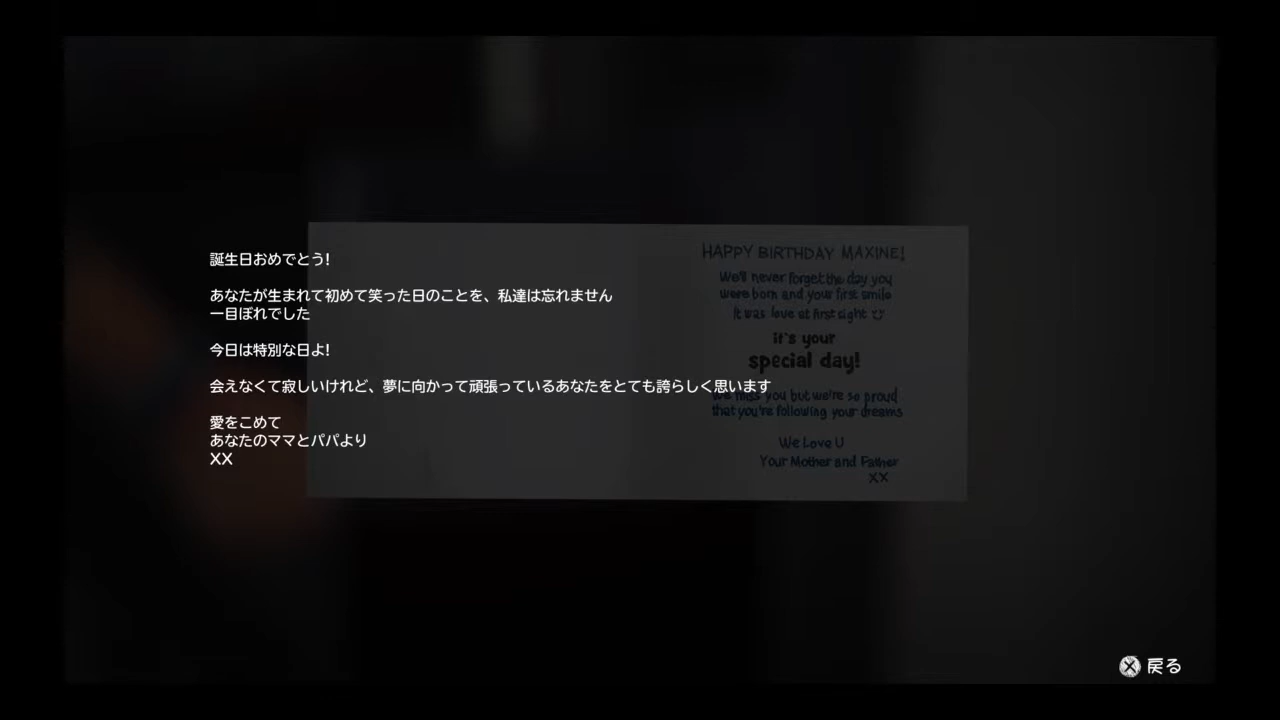 誕生日おめでとう!
あなたが生まれて初めて笑った日のことを、私達は忘れません
一目ぼれでした
今日は特別な日よ!
会えなくて寂しいけれど、夢に向かって頑張っているあなたをとても誇らしく思います
愛をこめて
あなたのママとパパより
XX
HAPPY BIRTHDAY MAXINE!
We'll never forget the day you
were born and your first smile
It was love at first sight
it's your
special day!
We miss you but we're so proud
that you're following your dreams
We Love U
Your Mother and Father
XX
戻る